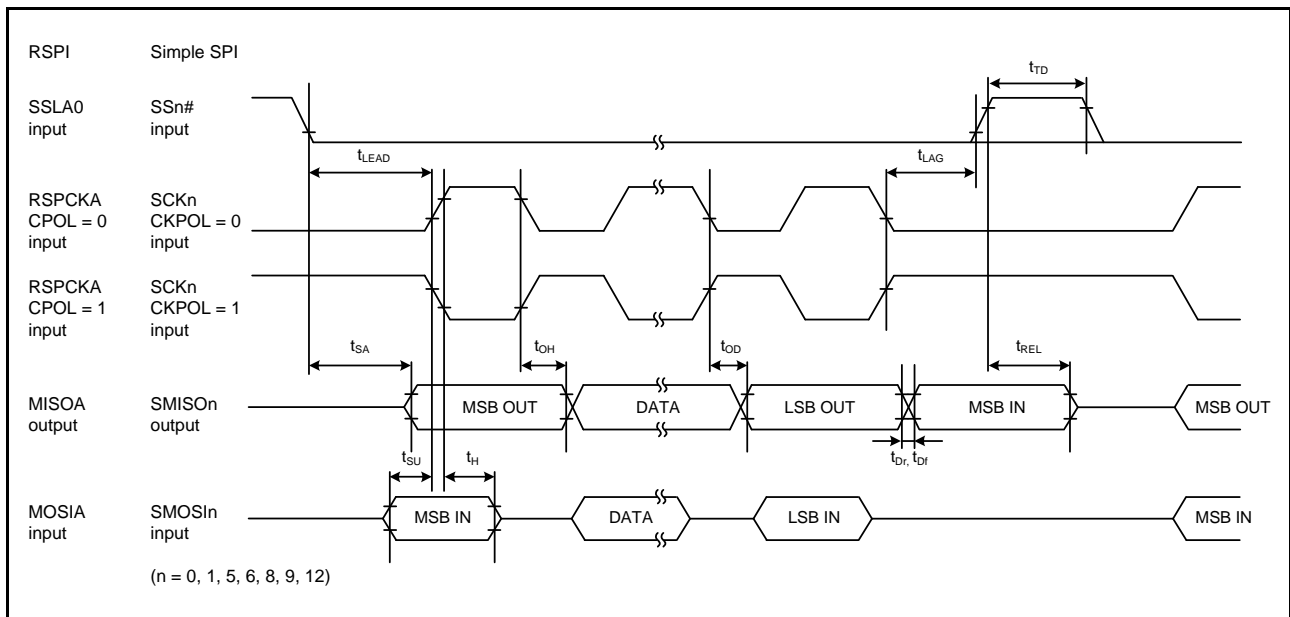 RSPI Simple SPI
tTD
SSLA0 SSn#
input input
tLEAD tLAG
RSPCKA SCKn
CPOL = 0 CKPOL = 0
input input
RSPCKA SCKn
CPOL = 1 CKPOL = 1
input input
tSA tOH tOD tREL
MISOA SMISOn
output output
MSB OUT DATA LSB OUT MSB IN MSB OUT
tSU tH tDr, tDf
MOSIA SMOSIn
input input
MSB IN DATA LSB IN MSB IN
(n = 0, 1, 5, 6, 8, 9, 12)